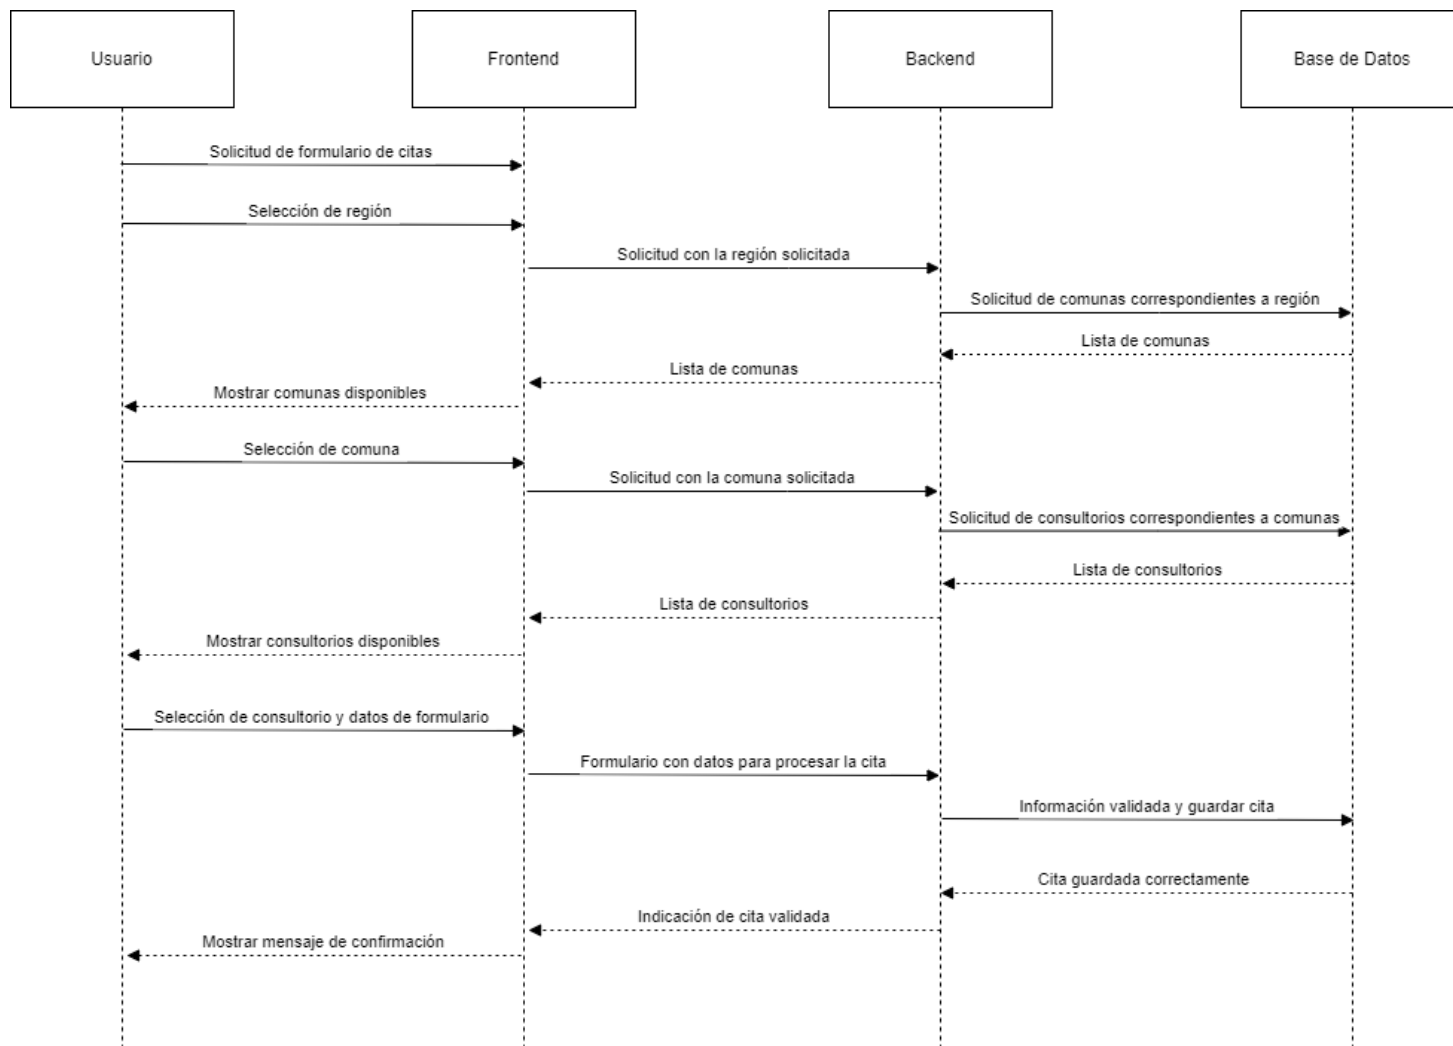 Usuario
Frontend
Backend
Base de Datos
Solicitud de formulario de citas
Selección de región
Solicitud con la región solicitada
Solicitud de comunas correspondientes a región
Lista de comunas
Lista de comunas
Mostrar comunas disponibles
Selección de comuna
Solicitud con la comuna solicitada
Solicitud de consultorios correspondientes a comunas
Lista de consultorios
Lista de consultorios
Mostrar consultorios disponibles
Selección de consultorio y datos de formulario
Formulario con datos para procesar la cita
Información validada y guardar cita
Cita guardada correctamente
Indicación de cita validada
Mostrar mensaje de confirmación